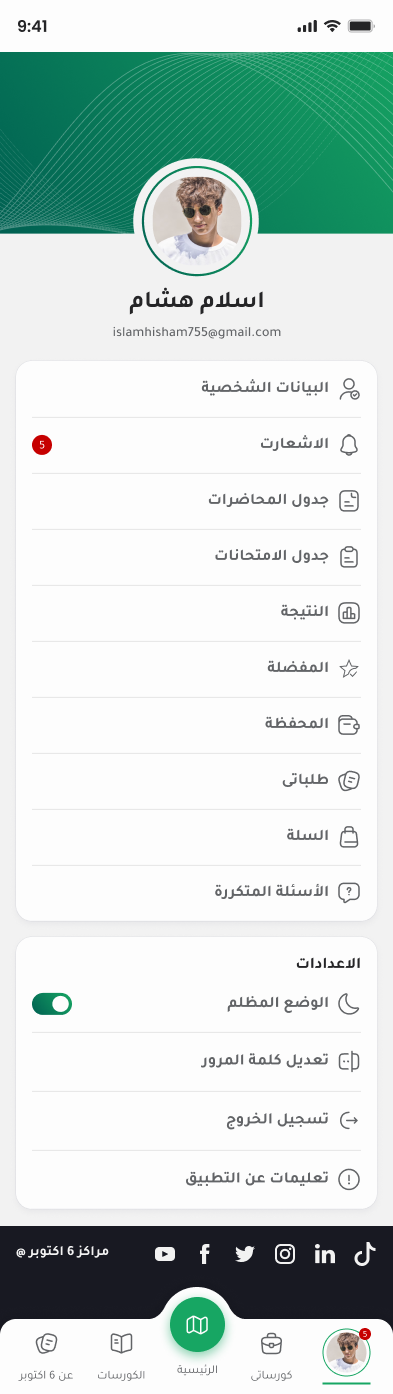 9:41
اسلام هشام
islamhisham755@gmail.com
البيانات الشخصية
الاشعارت
5
جدول المحاضرات
جدول الامتحانات
النتيجة
المفضلة
المحفظة
طلباتى
السلة
الأسئلة المتكررة
الاعدادات
الوضع المظلم
تعديل كلمة المرور
تسجيل الخروج
تعليمات عن التطبيق
مراكز 6 اكتوبر @
5
كورساتى
الرئيسية
الكورسات
عن 6 اكتوبر